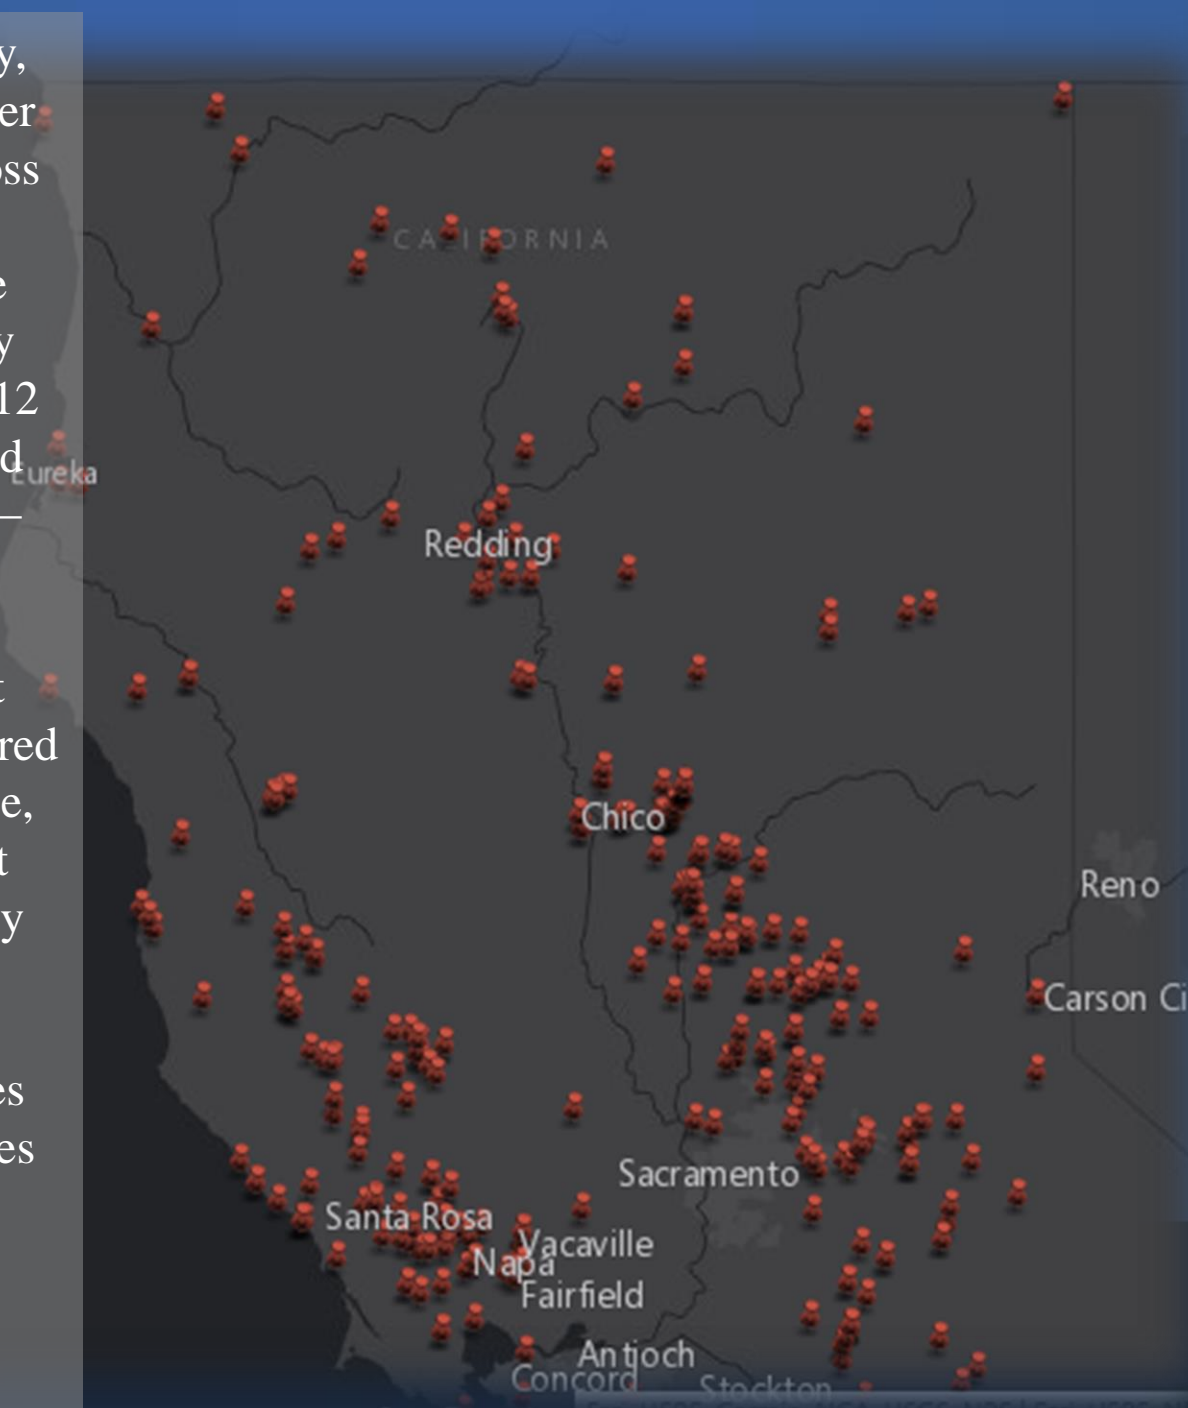 y,
er
oss
e
y
12
d
–
t
red
e,
t
y
es
es
CALIFORNIA
Eureka
Redding
Chico
Reno
Carson Ci
Sacramento
Santa Rosa
Vacaville
Napa
Fairfield
Antioch
Concord
Stockton